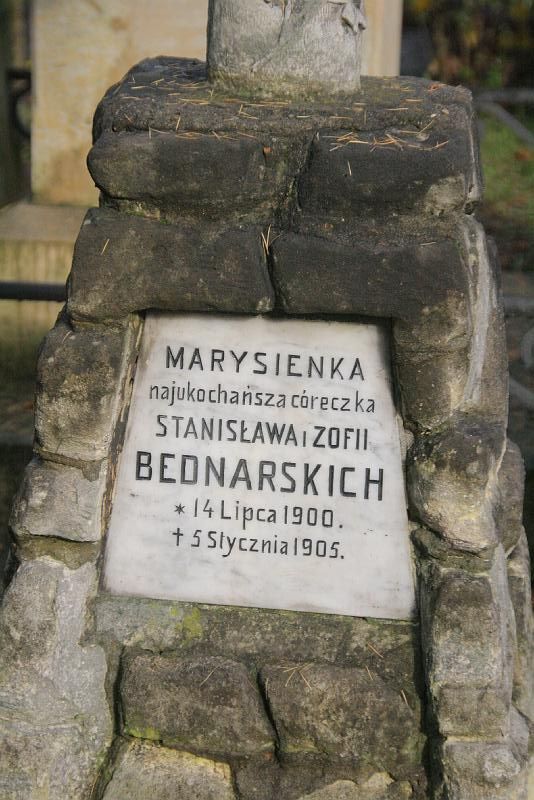 MARYSIENKA
najukochańsza córeczka
STANISŁAWA i ZOFII
BEDNARSKICH
* 14 Lipca 1900.
† 5 Stycznia 1905.